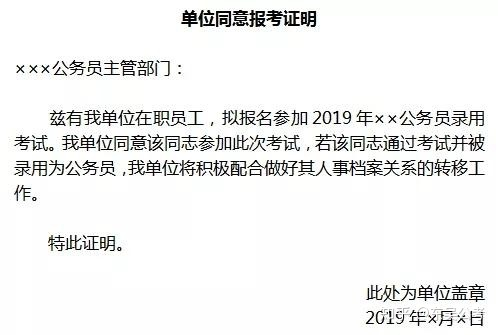 单位同意报考证明
×××公务员主管部门：
兹有我单位在职员工，拟报名参加 2019 年××公务员录用
考试。我单位同意该同志参加此次考试，若该同志通过考试并被
录用为公务员，我单位将积极配合做好其人事档案关系的转移工
作。
特此证明。
此处为单位盖章
2019 年×月×日